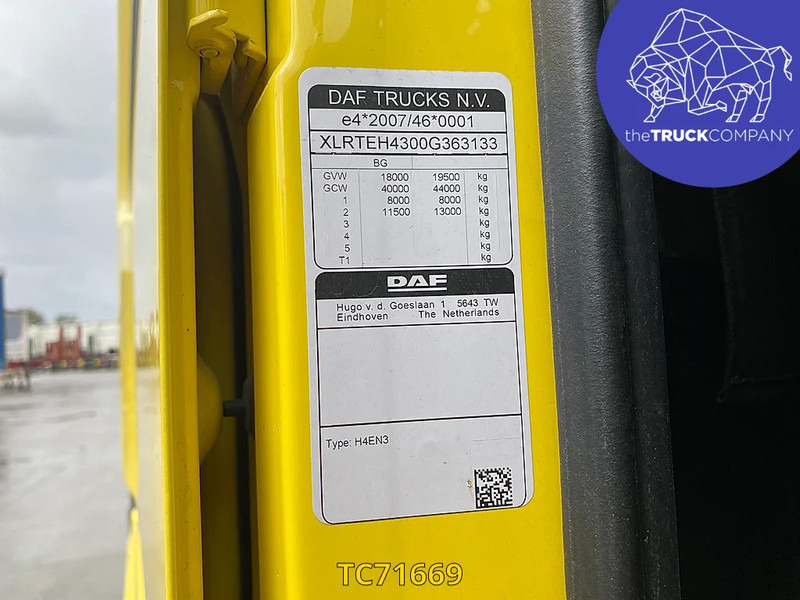 theTRUCKCOMPANY
DAF TRUCKS N.V.
e4*2007/46*0001
XLRTEH4300G363133
BG
GVW 18000 19500 kg
GCW 40000 44000 kg
1 8000 8000 kg
2 11500 13000 kg
3 kg
4 kg
5 kg
T1 kg
DAF
Hugo v. d. Goeslaan 1 5643 TW
Eindhoven The Netherlands
Type: H4EN3
TC71669